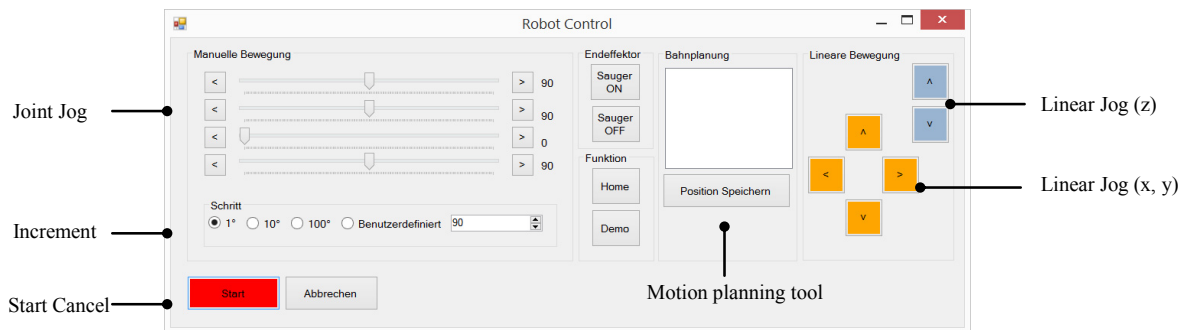 Robot Control
Manuelle Bewegung
< > 90
< > 90
< > 0
< > 90
Schritt
1° 10° 100° Benutzerdefiniert 90
Endeffektor
Sauger
ON
Sauger
OFF
Funktion
Home
Demo
Bahnplanung
Position Speichern
Lineare Bewegung
ʌ
v
ʌ
< >
v
Start Abbrechen
Joint Jog
Increment
Start Cancel
Motion planning tool
Linear Jog (z)
Linear Jog (x, y)